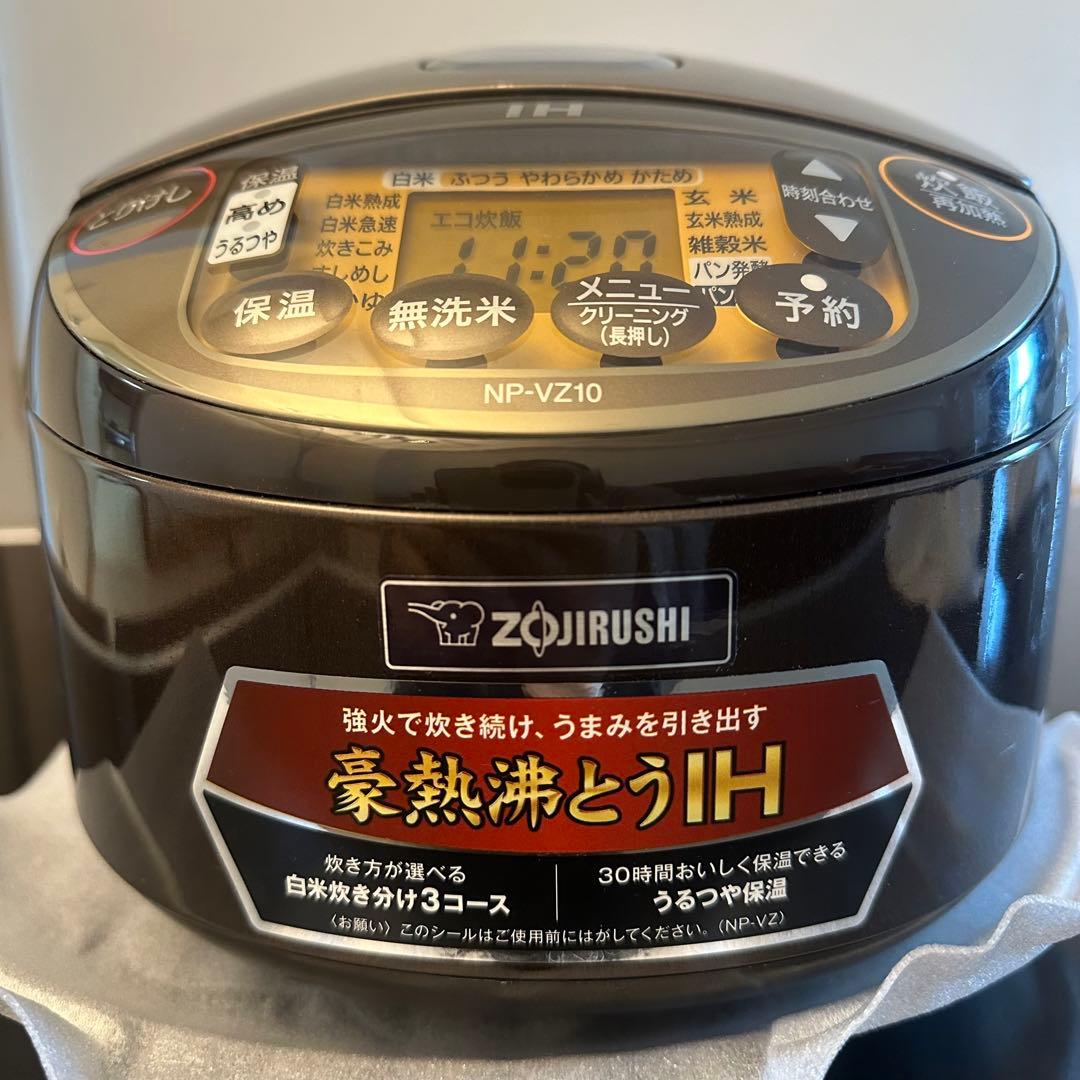 IH
とりけし
保温
高め
うるつや
白米 ふつう やわらかめ かため
白米熟成
白米急速
炊きこみ
すしめし
エコ炊飯
11:20
玄米
玄米熟成
雑穀米
パン発酵
時刻合わせ
炊飯
再加熱
保温
無洗米
メニュー
クリーニング
(長押し)
予約
NP-VZ10
ZOJIRUSHI
強火で炊き続け、うまみを引き出す
豪熱沸とうIH
炊き方が選べる
白米炊き分け3コース
30時間おいしく保温できる
うるつや保温
〈お願い〉このシールはご使用前にはがしてください。(NP-VZ)